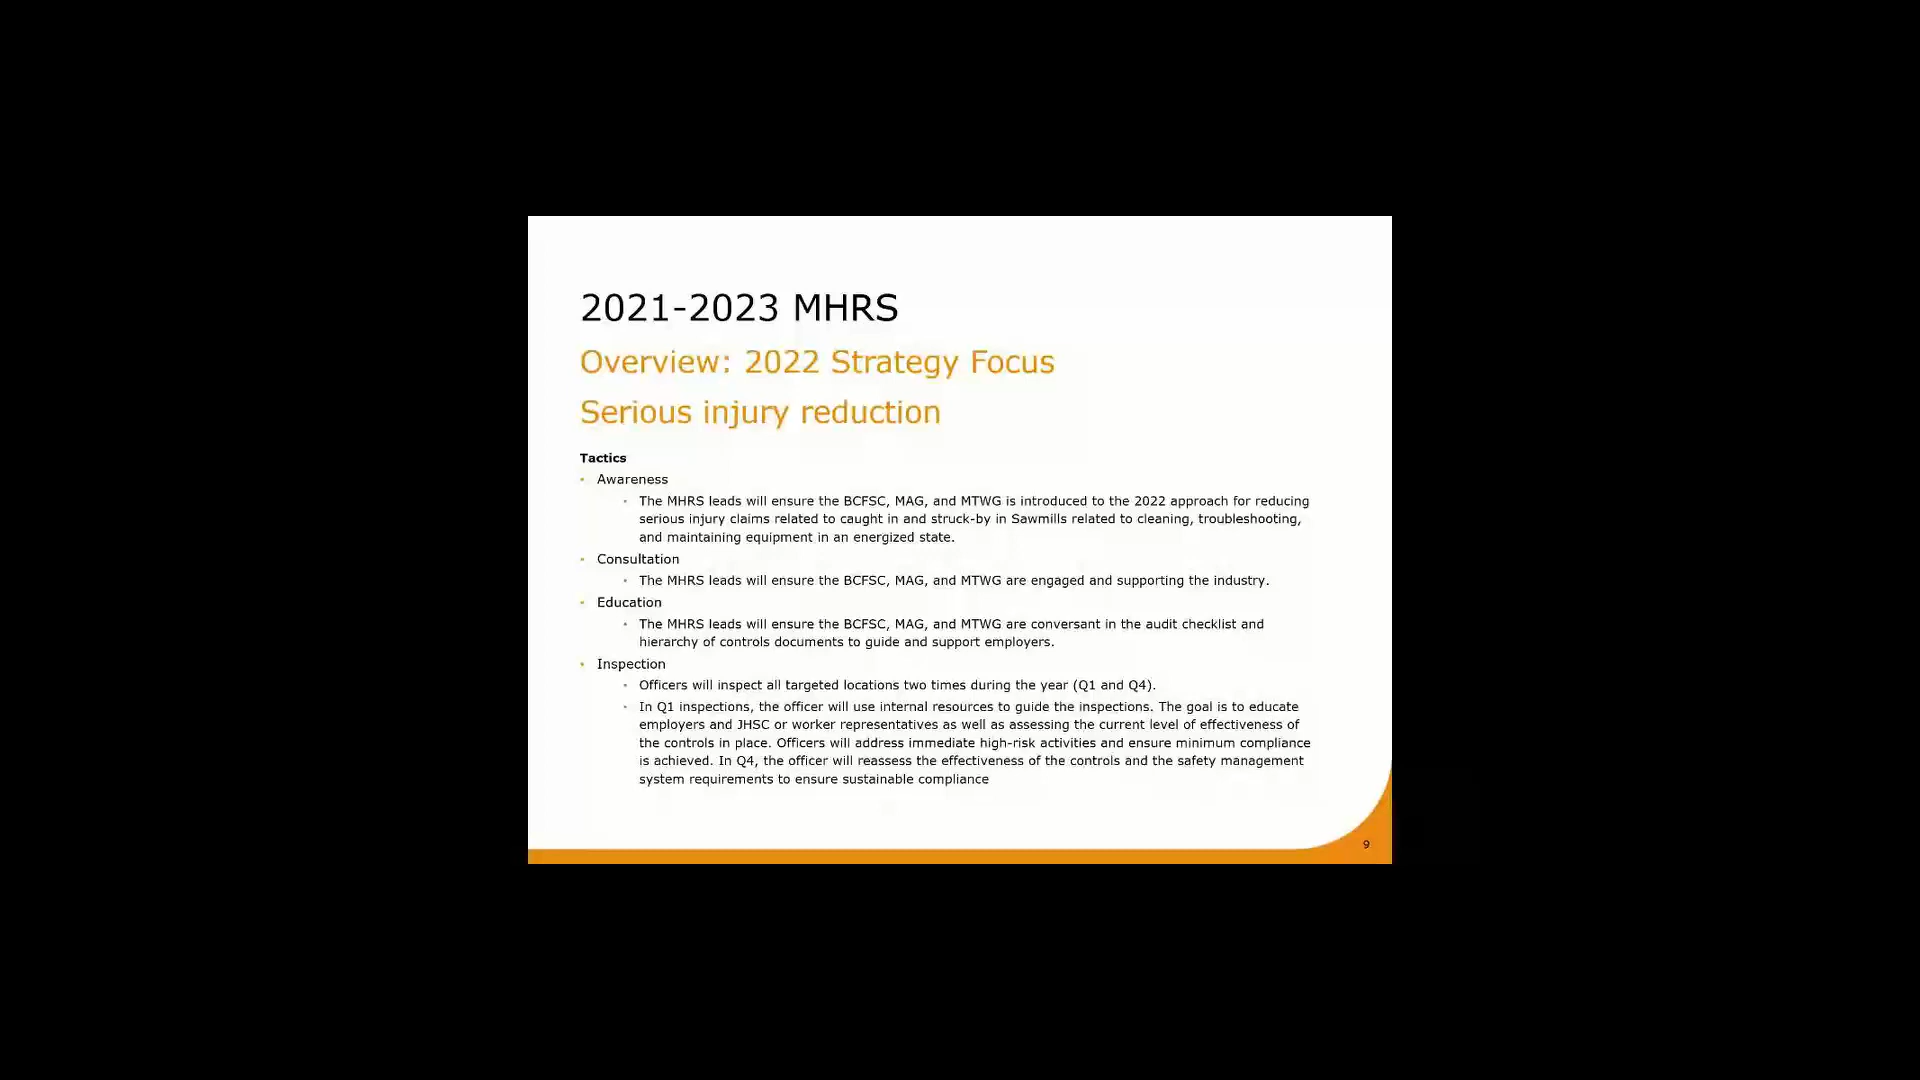 2021-2023 MHRS
Overview: 2022 Strategy Focus
Serious injury reduction
Tactics
• Awareness
• The MHRS leads will ensure the BCFSC, MAG, and MTWG is introduced to the 2022 approach for reducing
serious injury claims related to caught in and struck-by in Sawmills related to cleaning, troubleshooting,
and maintaining equipment in an energized state.
• Consultation
• The MHRS leads will ensure the BCFSC, MAG, and MTWG are engaged and supporting the industry.
• Education
• The MHRS leads will ensure the BCFSC, MAG, and MTWG are conversant in the audit checklist and
hierarchy of controls documents to guide and support employers.
• Inspection
• Officers will inspect all targeted locations two times during the year (Q1 and Q4).
• In Q1 inspections, the officer will use internal resources to guide the inspections. The goal is to educate
employers and JHSC or worker representatives as well as assessing the current level of effectiveness of
the controls in place. Officers will address immediate high-risk activities and ensure minimum compliance
is achieved. In Q4, the officer will reassess the effectiveness of the controls and the safety management
system requirements to ensure sustainable compliance
9